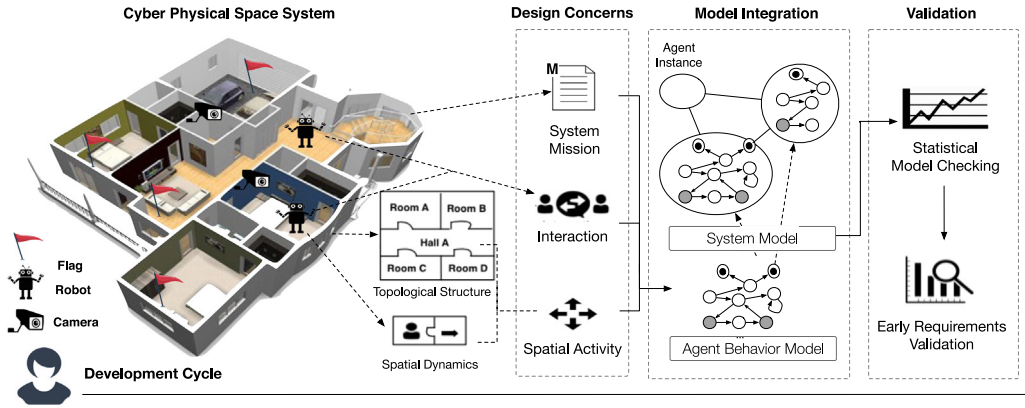 Cyber Physical Space System
Design Concerns
Model Integration
Validation
Agent
Instance
M
System
Mission
Statistical
Model Checking
Room A
Room B
Hall A
Room C
Room D
Topological Structure
Interaction
System Model
Flag
Robot
Camera
Spatial Dynamics
Spatial Activity
Agent Behavior Model
Early Requirements
Validation
Development Cycle